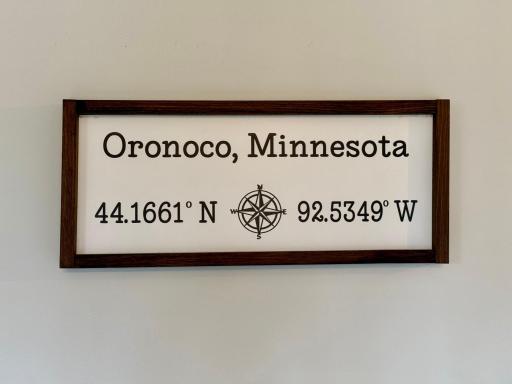 Oronoco, Minnesota
N
44.1661° N W E 92.5349° W
S